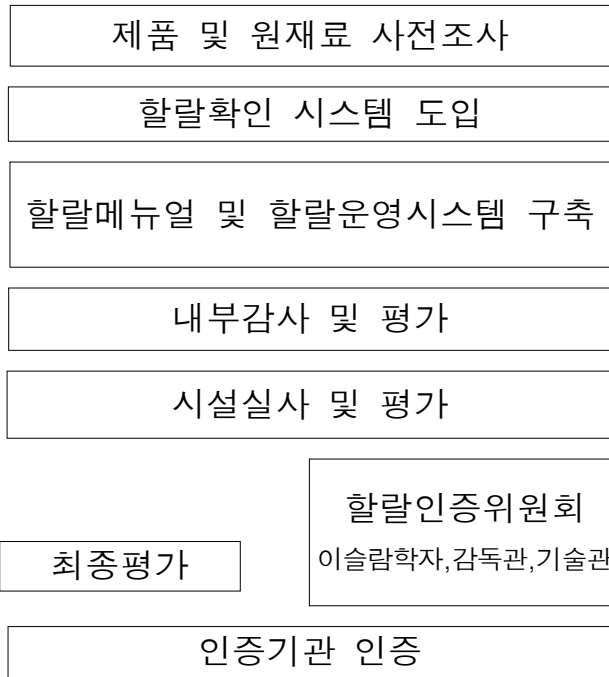 제품 및 원재료 사전조사
할랄확인 시스템 도입
할랄메뉴얼 및 할랄운영시스템 구축
내부감사 및 평가
시설실사 및 평가
할랄인증위원회
이슬람학자,감독관,기술관
최종평가
인증기관 인증